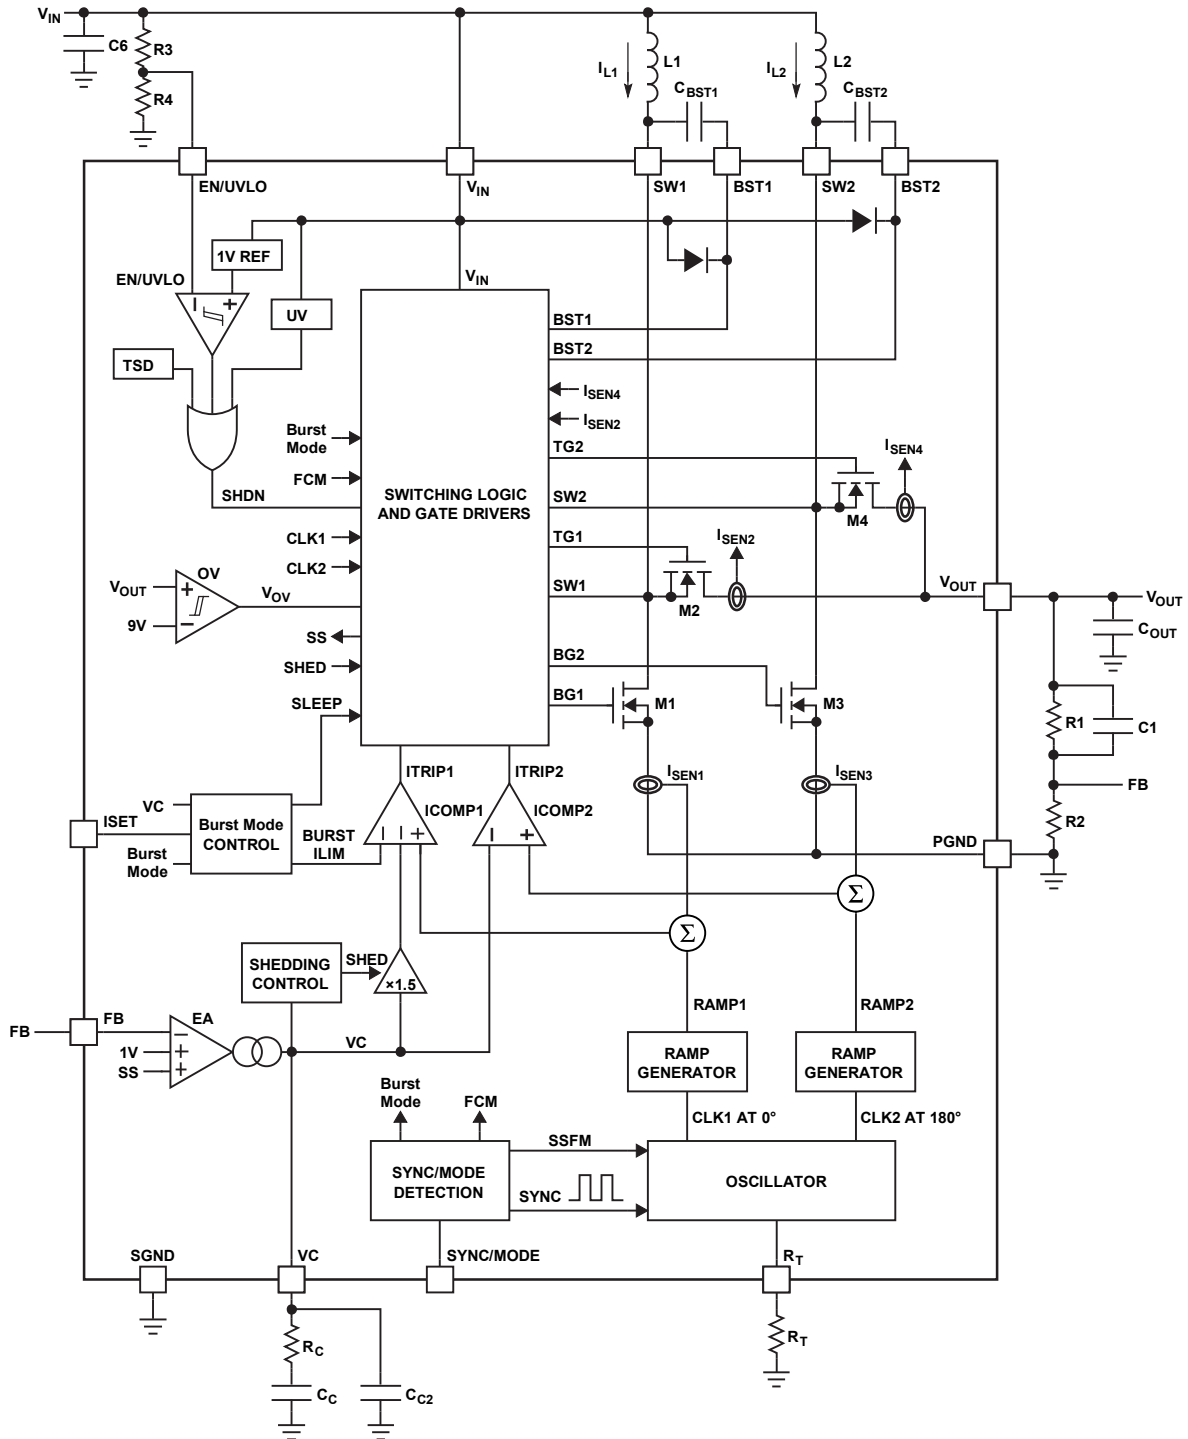 VIN
C6
R3
R4
IL1
L1
CBST1
IL2
L2
CBST2
EN/UVLO
VIN
SW1
BST1
SW2
BST2
1V REF
EN/UVLO
VIN
UV
TSD
SHDN
BST1
BST2
ISEN4
ISEN2
Burst
Mode
FCM
SWITCHING LOGIC
AND GATE DRIVERS
TG2
SW2
ISEN4
M4
CLK1
CLK2
TG1
SW1
ISEN2
M2
OV
VOUT
+
−
9V
VOV
SS
SHED
SLEEP
VOUT
VOUT
COUT
BG2
BG1
M1
M3
R1
C1
FB
R2
PGND
ITRIP1
ITRIP2
ISEN1
ISEN3
ICOMP1
ICOMP2
VC
ISET
Burst
Mode
Burst Mode
CONTROL
BURST
ILIM
Σ
Σ
SHEDDING
CONTROL
SHED
×1.5
RAMP1
RAMP2
FB
FB
EA
1V
SS
−
+
+
VC
RAMP
GENERATOR
RAMP
GENERATOR
CLK1 AT 0°
CLK2 AT 180°
Burst
Mode
FCM
SYNC/MODE
DETECTION
SSFM
SYNC
OSCILLATOR
SGND
VC
SYNC/MODE
RT
RC
CC
CC2
RT